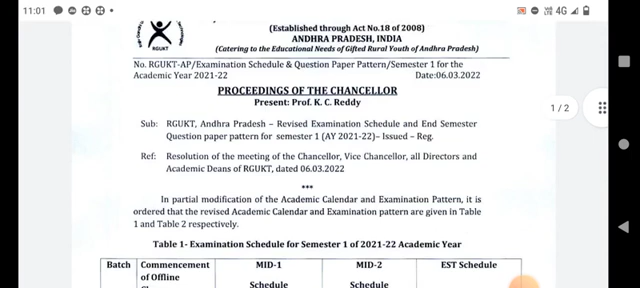 11:01
4G
(Established through Act No.18 of 2008)
ANDHRA PRADESH, INDIA
RGUKT
(Catering to the Educational Needs of Gifted Rural Youth of Andhra Pradesh)
No. RGUKT-AP/Examination Schedule & Question Paper Pattern/Semester 1 for the
Academic Year 2021-22 Date:06.03.2022
PROCEEDINGS OF THE CHANCELLOR
Present: Prof. K. C. Reddy
1/2
Sub: RGUKT, Andhra Pradesh – Revised Examination Schedule and End Semester
Question paper pattern for semester 1 (AY 2021-22)– Issued – Reg.
Ref: Resolution of the meeting of the Chancellor, Vice Chancellor, all Directors and
Academic Deans of RGUKT, dated 06.03.2022
***
In partial modification of the Academic Calendar and Examination Pattern, it is
ordered that the revised Academic Calendar and Examination pattern are given in Table
1 and Table 2 respectively.
Table 1- Examination Schedule for Semester 1 of 2021-22 Academic Year
Batch Commencement MID-1 MID-2 EST Schedule
of Offline Schedule Schedule